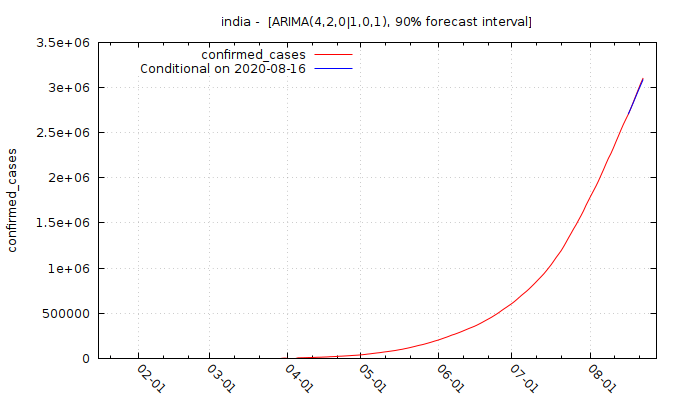 india -  [ARIMA(4,2,0|1,0,1), 90% forecast interval]
3.5e+06
confirmed_cases
Conditional on 2020-08-16
3e+06
2.5e+06
2e+06
confirmed_cases
1.5e+06
1e+06
500000
0
02-01
03-01
04-01
05-01
06-01
07-01
08-01